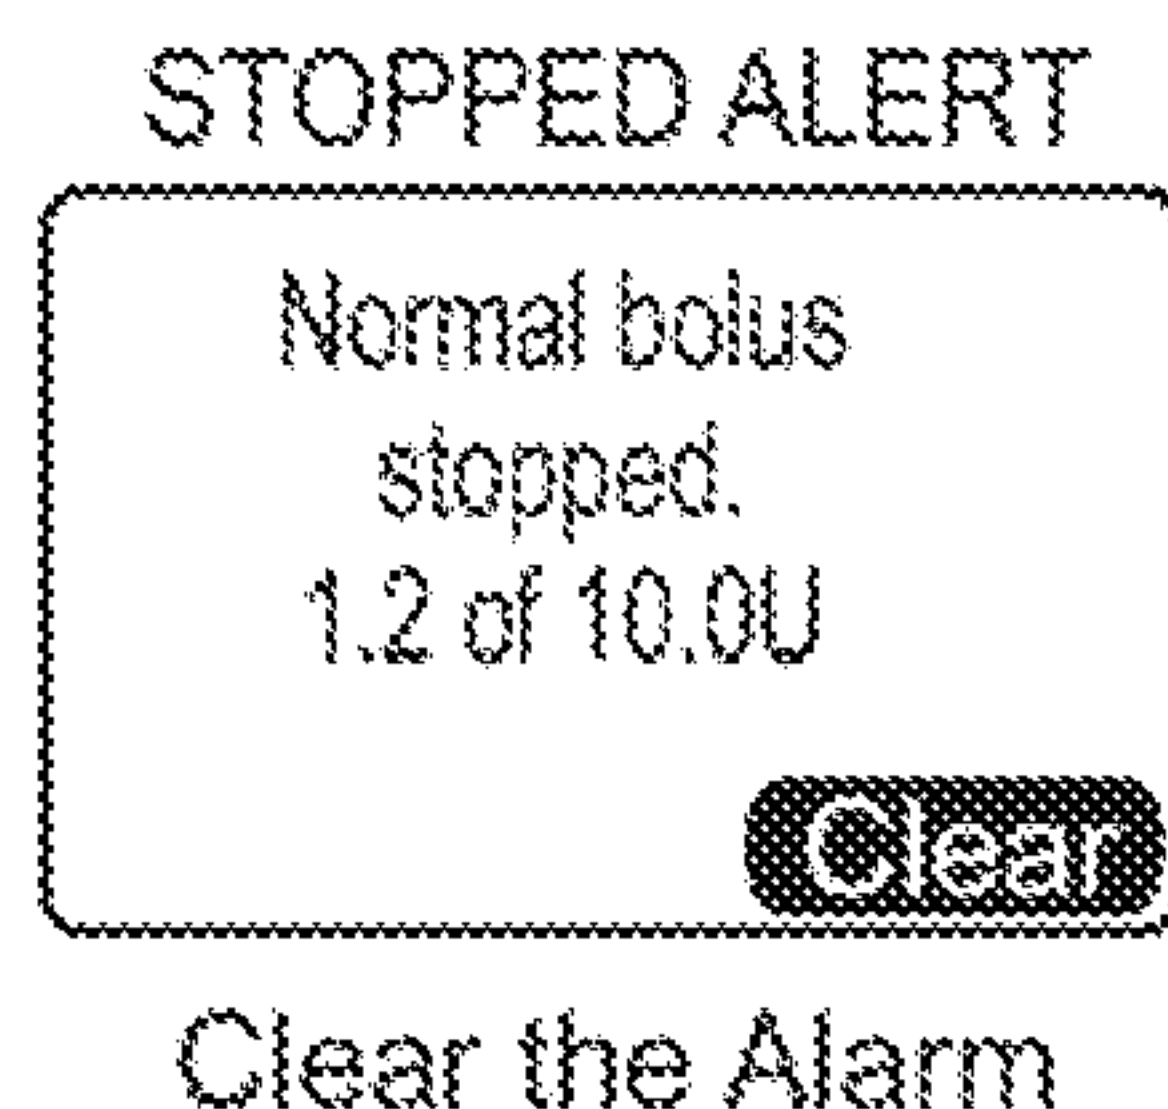 STOPPED ALERT
Normal bolus
stopped.
1.2 of 10.0U
Clear
Clear the Alarm